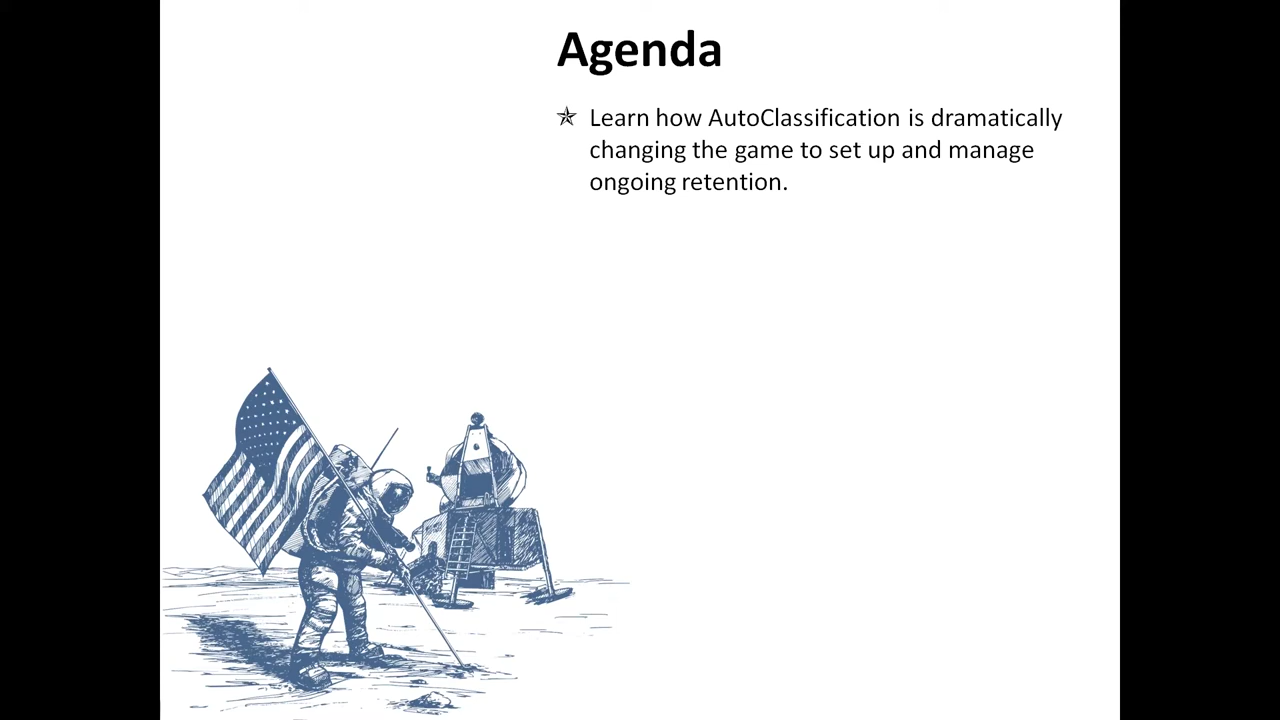 Agenda
Learn how AutoClassification is dramatically
changing the game to set up and manage
ongoing retention.